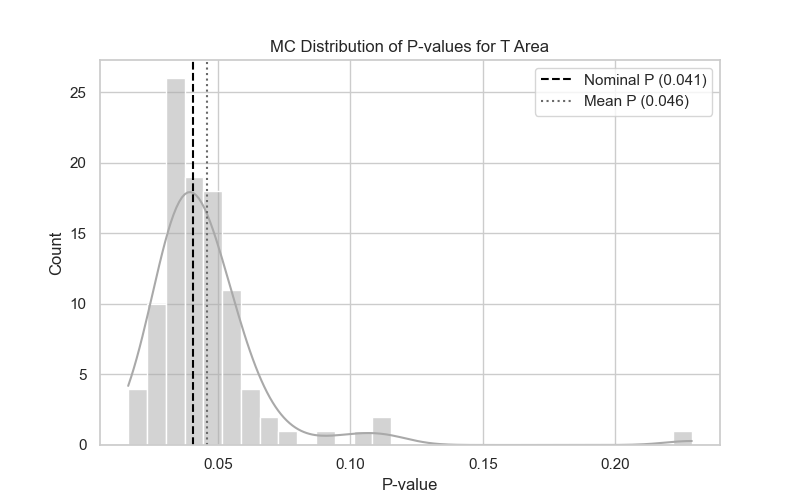 MC Distribution of P-values for T Area
Nominal P (0.041)
Mean P (0.046)
25
20
15
10
5
0
Count
0.05
0.10
0.15
0.20
P-value